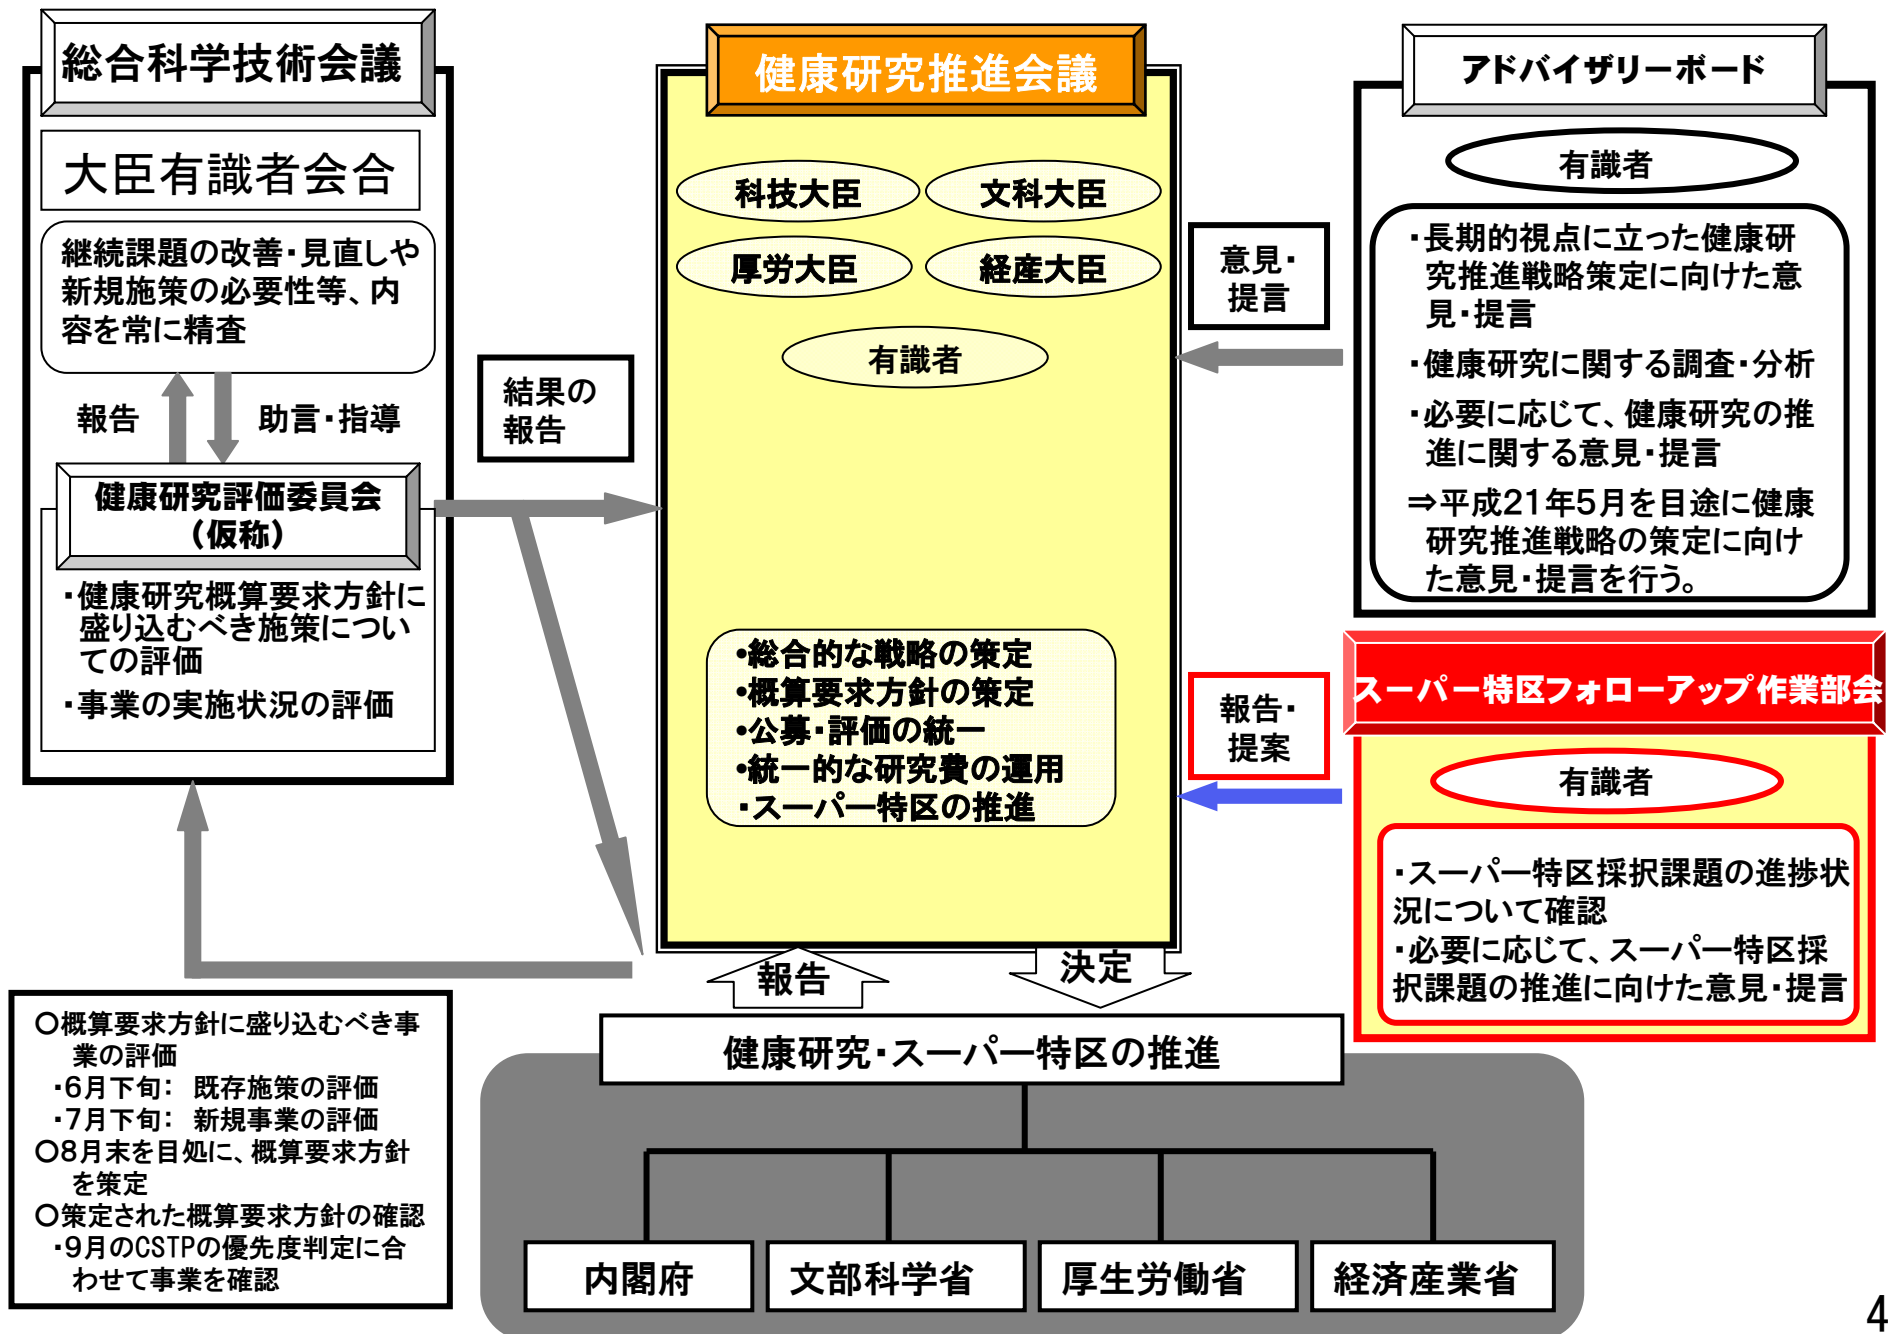 総合科学技術会議
大臣有識者会合
継続課題の改善・見直しや
新規施策の必要性等、内
容を常に精査
報告
助言・指導
健康研究評価委員会
（仮称）
・健康研究概算要求方針に
盛り込むべき施策につい
ての評価
・事業の実施状況の評価
結果の
報告
健康研究推進会議
科技大臣
文科大臣
厚労大臣
経産大臣
有識者
•総合的な戦略の策定
•概算要求方針の策定
•公募・評価の統一
•統一的な研究費の運用
・スーパー特区の推進
意見・
提言
アドバイザリーボード
有識者
・長期的視点に立った健康研
究推進戦略策定に向けた意
見・提言
・健康研究に関する調査・分析
・必要に応じて、健康研究の推
進に関する意見・提言
⇒平成21年5月を目途に健康
研究推進戦略の策定に向け
た意見・提言を行う。
報告・
提案
スーパー特区フォローアップ作業部会
有識者
・スーパー特区採択課題の進捗状
況について確認
・必要に応じて、スーパー特区採
択課題の推進に向けた意見・提言
報告
決定
○概算要求方針に盛り込むべき事
業の評価
・6月下旬： 既存施策の評価
・7月下旬： 新規事業の評価
○8月末を目処に、概算要求方針
を策定
○策定された概算要求方針の確認
・9月のCSTPの優先度判定に合
わせて事業を確認
健康研究・スーパー特区の推進
内閣府
文部科学省
厚生労働省
経済産業省
4